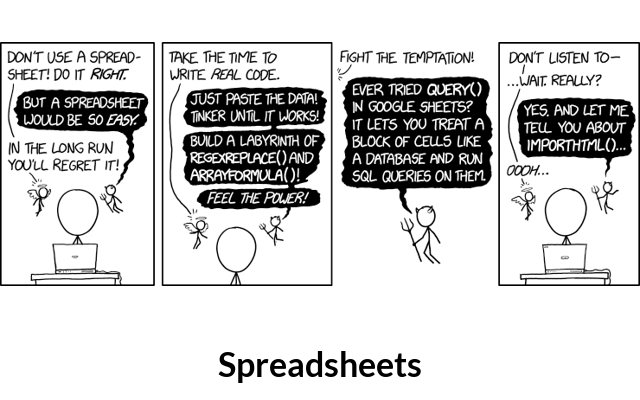 DON'T USE A SPREAD-
SHEET! DO IT RIGHT.
BUT A SPREADSHEET
WOULD BE SO EASY.
IN THE LONG RUN
YOU'LL REGRET IT!
TAKE THE TIME TO
WRITE REAL CODE.
JUST PASTE THE DATA!
TINKER UNTIL IT WORKS!
BUILD A LABYRINTH OF
REGEXREPLACE() AND
ARRAYFORMULA()!
FEEL THE POWER!
FIGHT THE TEMPTATION!
EVER TRIED QUERY()
IN GOOGLE SHEETS?
IT LETS YOU TREAT A
BLOCK OF CELLS LIKE
A DATABASE AND RUN
SQL QUERIES ON THEM.
DON'T LISTEN TO—
...WAIT. REALLY?
YES, AND LET ME
TELL YOU ABOUT
IMPORTHTML()...
OOOH...
Spreadsheets